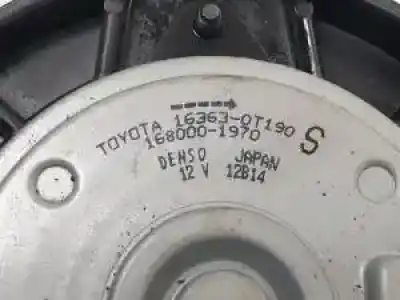 TOYOTA 16363-0T190 S
168000-1970
DENSO JAPAN
12 V 12B14